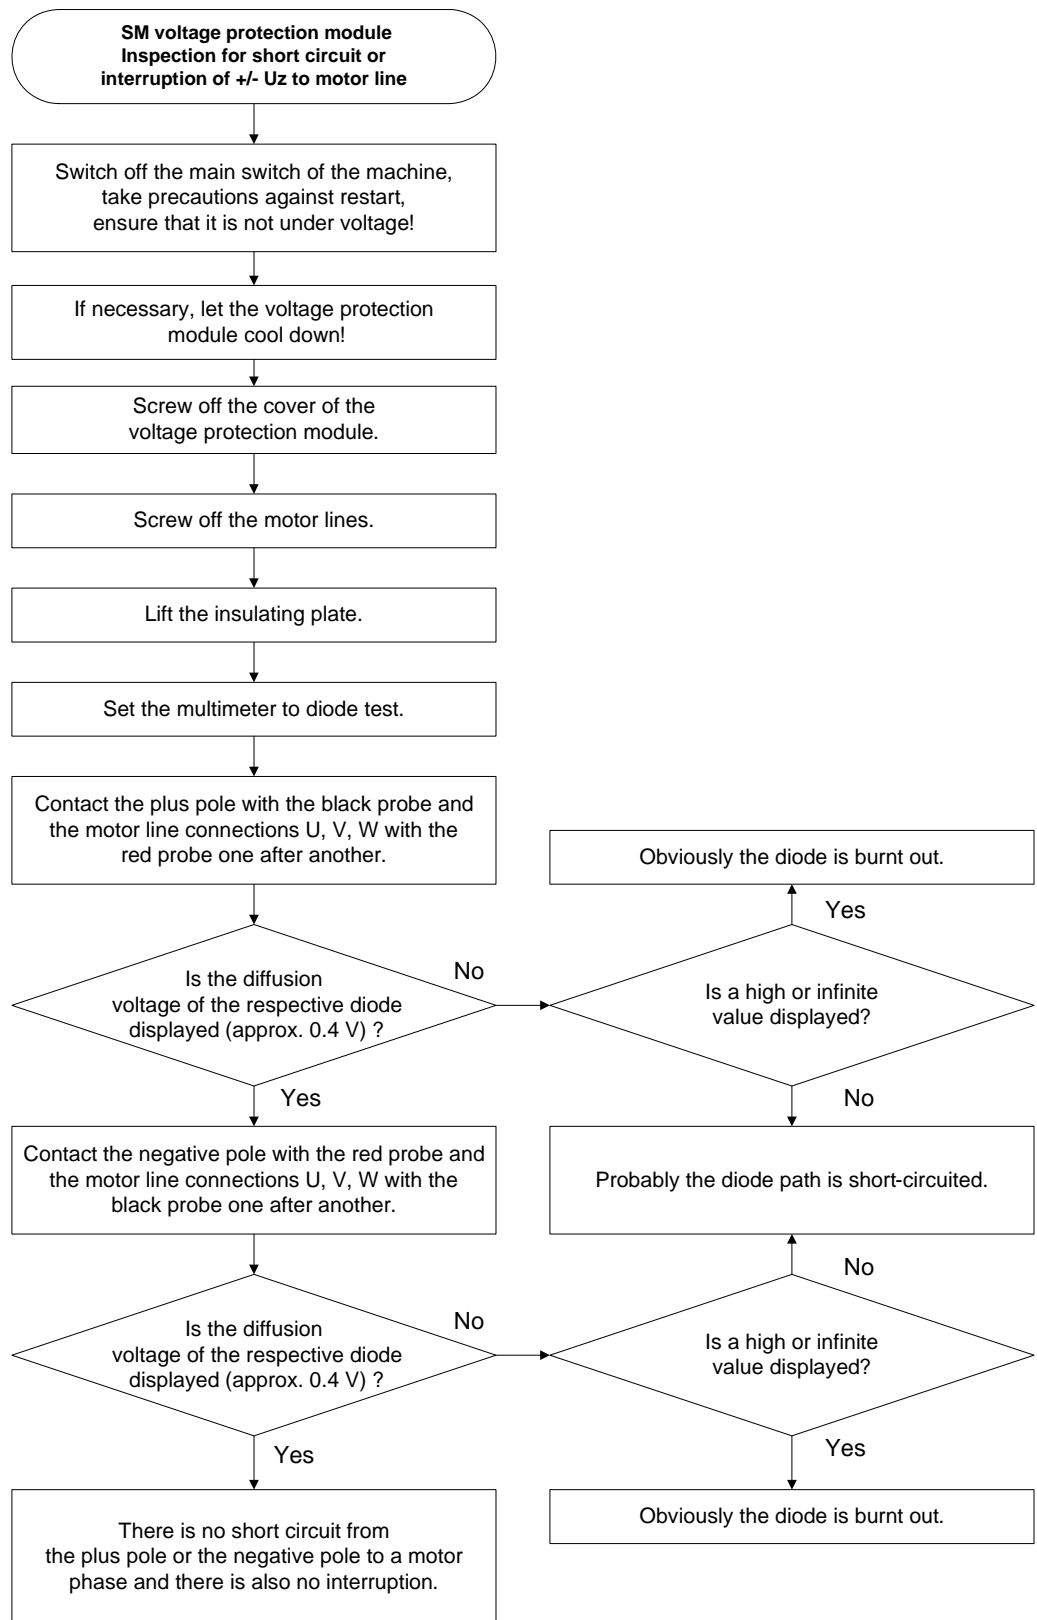 SM voltage protection module
Inspection for short circuit or
interruption of +/- Uz to motor line
Switch off the main switch of the machine,
take precautions against restart,
ensure that it is not under voltage!
If necessary, let the voltage protection
module cool down!
Screw off the cover of the
voltage protection module.
Screw off the motor lines.
Lift the insulating plate.
Set the multimeter to diode test.
Contact the plus pole with the black probe and
the motor line connections U, V, W with the
red probe one after another.
Obviously the diode is burnt out.
Yes
Is the diffusion
voltage of the respective diode
displayed (approx. 0.4 V) ?
No
Is a high or infinite
value displayed?
Yes
No
Contact the negative pole with the red probe and
the motor line connections U, V, W with the
black probe one after another.
Probably the diode path is short-circuited.
No
Is the diffusion
voltage of the respective diode
displayed (approx. 0.4 V) ?
No
Is a high or infinite
value displayed?
Yes
Yes
There is no short circuit from
the plus pole or the negative pole to a motor
phase and there is also no interruption.
Obviously the diode is burnt out.